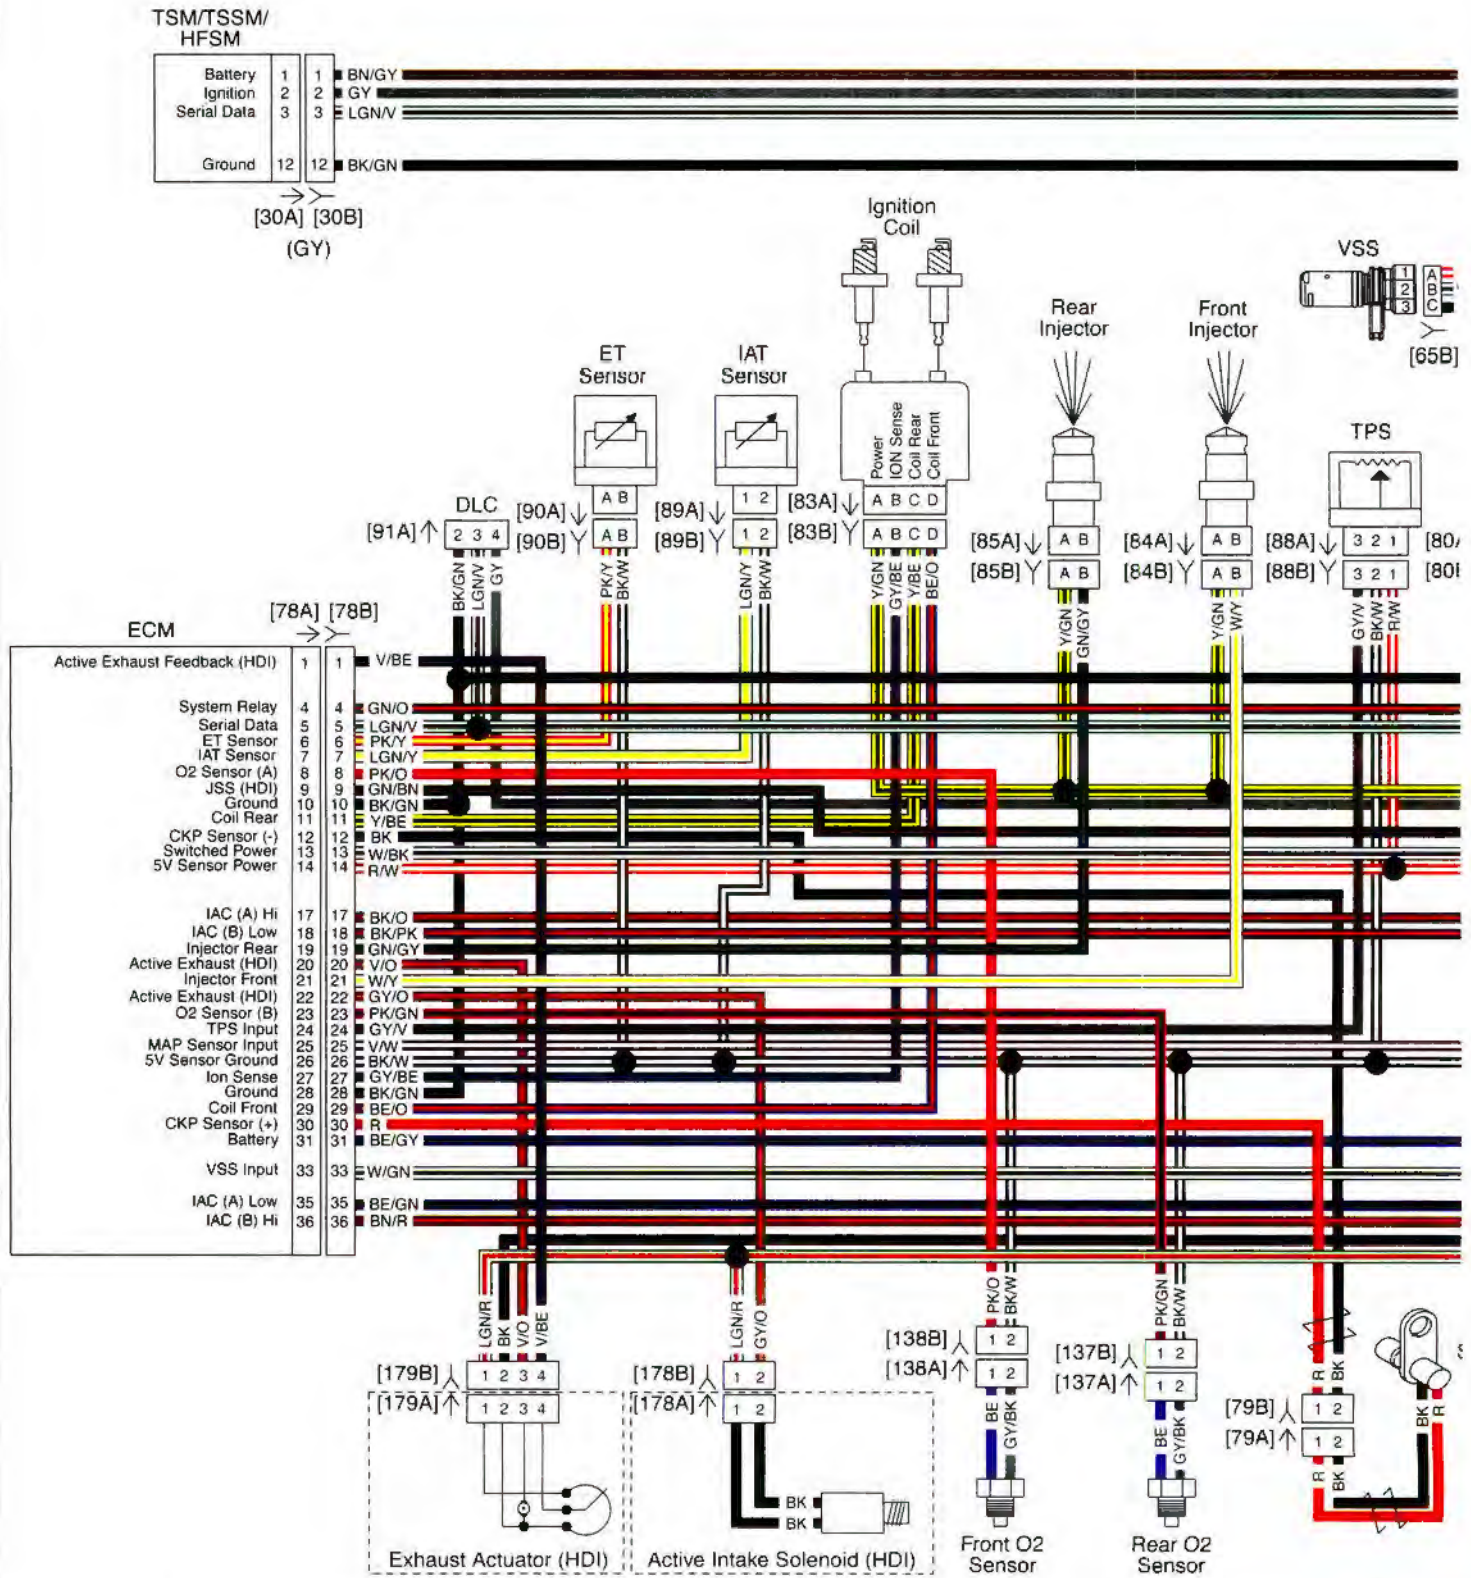 TSM/TSSM/
HFSM
Battery 1 1 BN/GY
Ignition 2 2 GY
Serial Data 3 3 LGN/V
Ground 12 12 BK/GN
[30A] [30B]
(GY)
Ignition
Coil
VSS
1 A
2 B
3 C
[65B]
Rear
Injector
Front
Injector
ET
Sensor
IAT
Sensor
TPS
Power
ION Sense
Coil Rear
Coil Front
DLC
[91A] 2 3 4
[90A] A B
[90B] A B
[89A] 1 2
[89B] 1 2
[83A] A B C D
[83B] A B C D
[85A] A B
[85B] A B
[84A] A B
[84B] A B
[88A] 3 2 1
[88B] 3 2 1
[80
[80
BK/GN
LGN/V
GY
PK/Y
BK/W
LGN/Y
BK/W
Y/GN
GY/BE
Y/BE
BE/O
Y/GN
GN/GY
Y/GN
W/Y
GY/V
BK/W
R/W
[78A] [78B]
ECM
Active Exhaust Feedback (HDI) 1 1 V/BE
System Relay 4 4 GN/O
Serial Data 5 5 LGN/V
ET Sensor 6 6 PK/Y
IAT Sensor 7 7 LGN/Y
O2 Sensor (A) 8 8 PK/O
JSS (HDI) 9 9 GN/BN
Ground 10 10 BK/GN
Coil Rear 11 11 Y/BE
CKP Sensor (-) 12 12 BK
Switched Power 13 13 W/BK
5V Sensor Power 14 14 R/W
IAC (A) Hi 17 17 BK/O
IAC (B) Low 18 18 BK/PK
Injector Rear 19 19 GN/GY
Active Exhaust (HDI) 20 20 V/O
Injector Front 21 21 W/Y
Active Exhaust (HDI) 22 22 GY/O
O2 Sensor (B) 23 23 PK/GN
TPS Input 24 24 GY/V
MAP Sensor Input 25 25 V/W
5V Sensor Ground 26 26 BK/W
Ion Sense 27 27 GY/BE
Ground 28 28 BK/GN
Coil Front 29 29 BE/O
CKP Sensor (+) 30 30 R
Battery 31 31 BE/GY
VSS Input 33 33 W/GN
IAC (A) Low 35 35 BE/GN
IAC (B) Hi 36 36 BN/R
LGN/R
BK
V/O
V/BE
LGN/R
GY/O
PK/O
BK/W
PK/GN
BK/W
R
BK
[179B] 1 2 3 4
[179A] 1 2 3 4
[178B] 1 2
[178A] 1 2
[138B] 1 2
[138A] 1 2
[137B] 1 2
[137A] 1 2
[79B] 1 2
[79A] 1 2
BE
GY/BK
BE
GY/BK
R
BK
BK
R
BK
BK
Exhaust Actuator (HDI)
Active Intake Solenoid (HDI)
Front O2
Sensor
Rear O2
Sensor